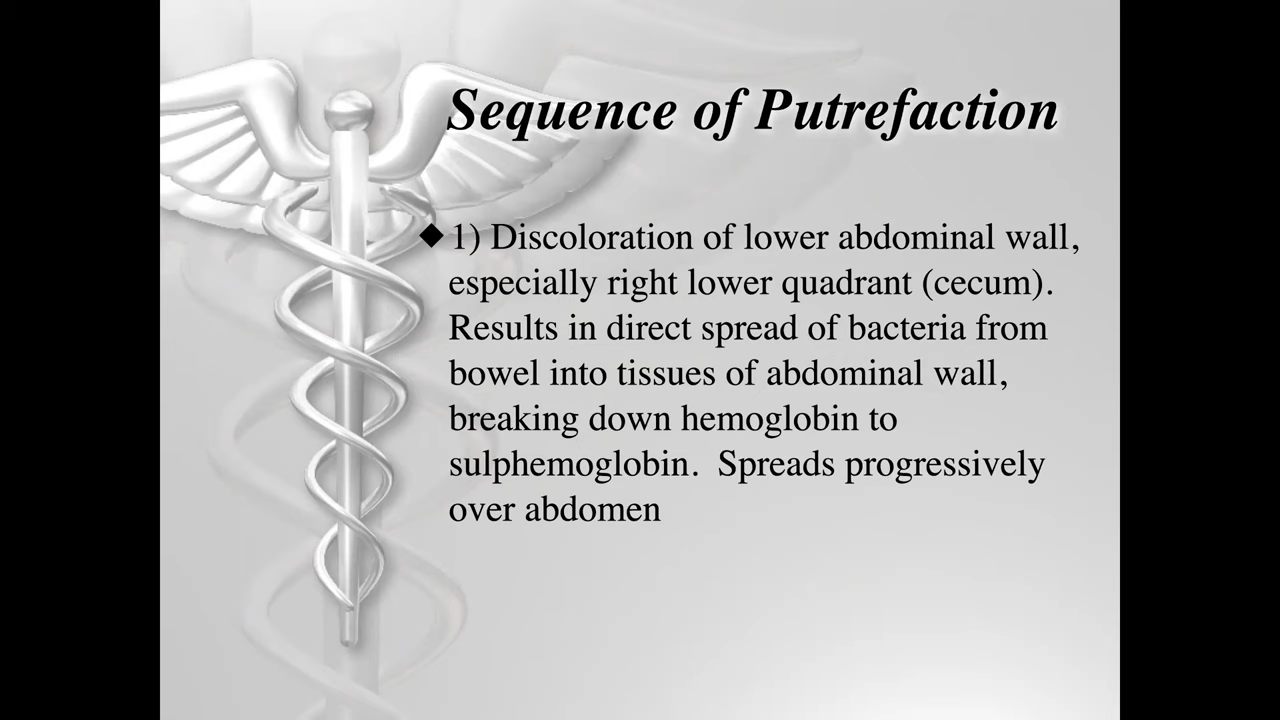 Sequence of Putrefaction
◆1) Discoloration of lower abdominal wall,
especially right lower quadrant (cecum).
Results in direct spread of bacteria from
bowel into tissues of abdominal wall,
breaking down hemoglobin to
sulphemoglobin.  Spreads progressively
over abdomen